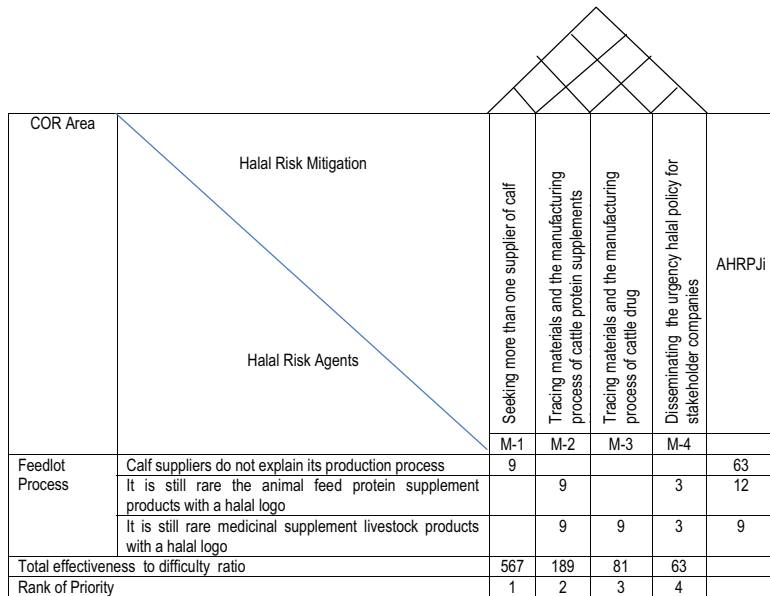 COR Area
Halal Risk Mitigation
Halal Risk Agents
Seeking more than one supplier of calf
Tracing materials and the manufacturing
process of cattle protein supplements
Tracing materials and the manufacturing
process of cattle drug
Disseminating the urgency halal policy for
stakeholder companies
AHRPJi
M-1 M-2 M-3 M-4
Feedlot Process
Calf suppliers do not explain its production process 9 63
It is still rare the animal feed protein supplement
products with a halal logo 9 3 12
It is still rare medicinal supplement livestock products
with a halal logo 9 9 3 9
Total effectiveness to difficulty ratio 567 189 81 63
Rank of Priority 1 2 3 4